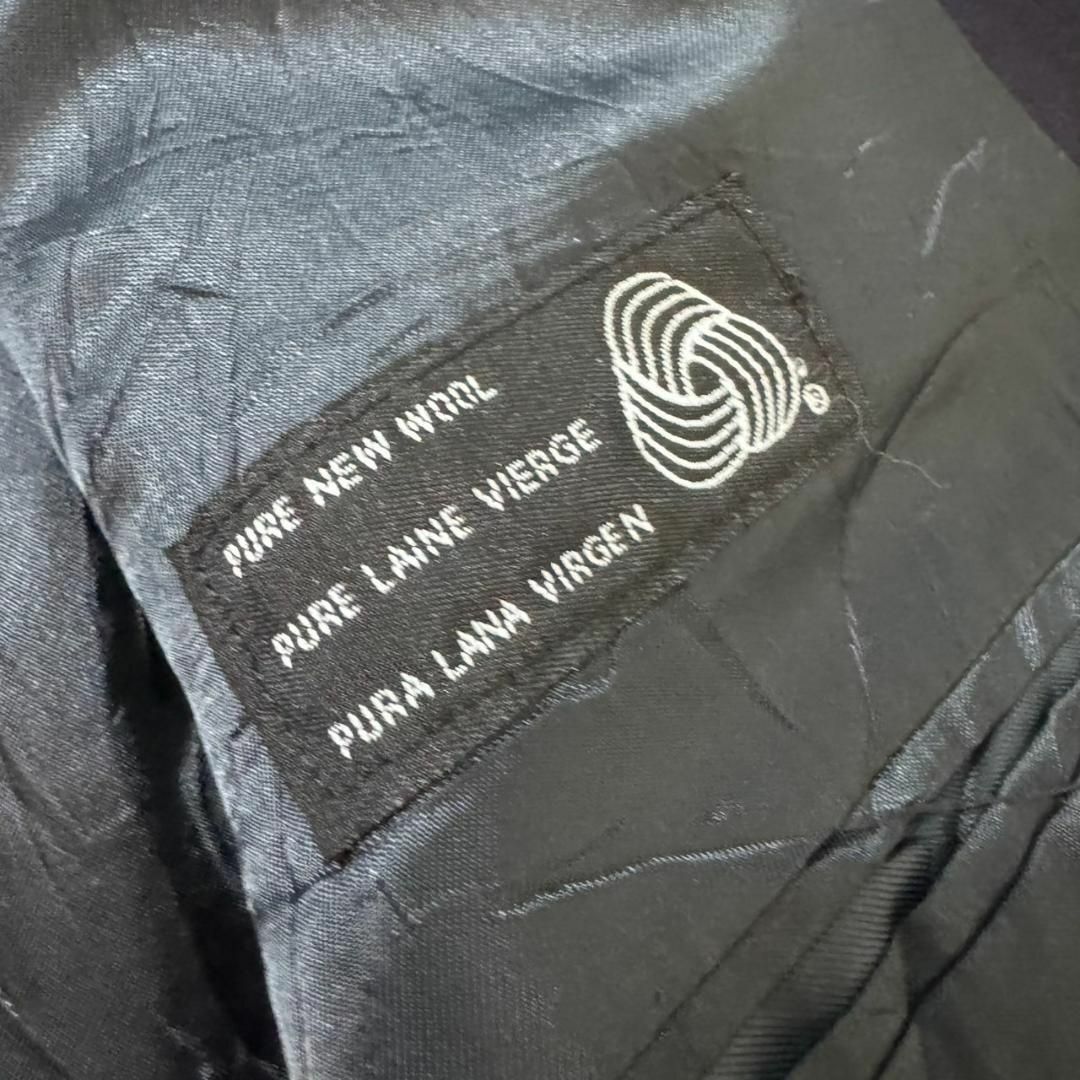 PURE NEW WOOL
PURE LAINE VIERGE
PURA LANA VIRGEN
®